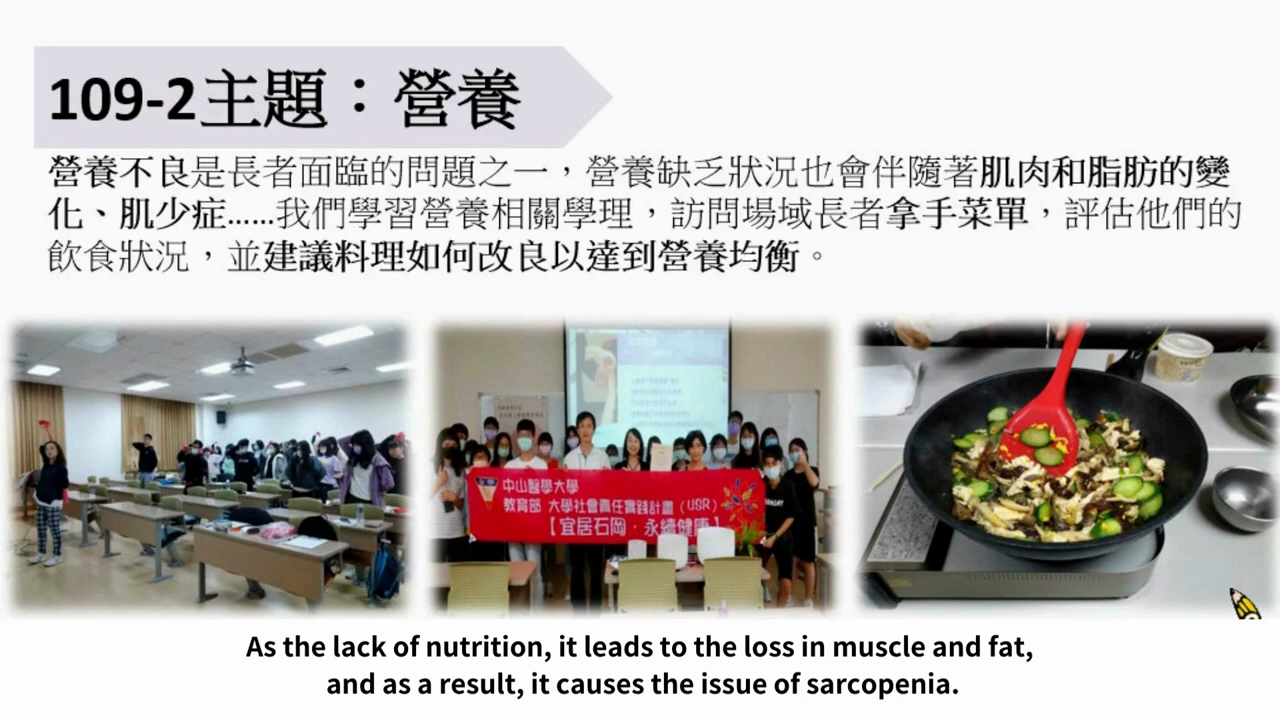 109-2主題：營養
營養不良是長者面臨的問題之一，營養缺乏狀況也會伴隨著肌肉和脂肪的變
化、肌少症......我們學習營養相關學理，訪問場域長者拿手菜單，評估他們的
飲食狀況，並建議料理如何改良以達到營養均衡。
中山醫學大學
教育部 大學社會責任實踐計畫（USR）
【宜居石岡．永續健康】
As the lack of nutrition, it leads to the loss in muscle and fat,
and as a result, it causes the issue of sarcopenia.